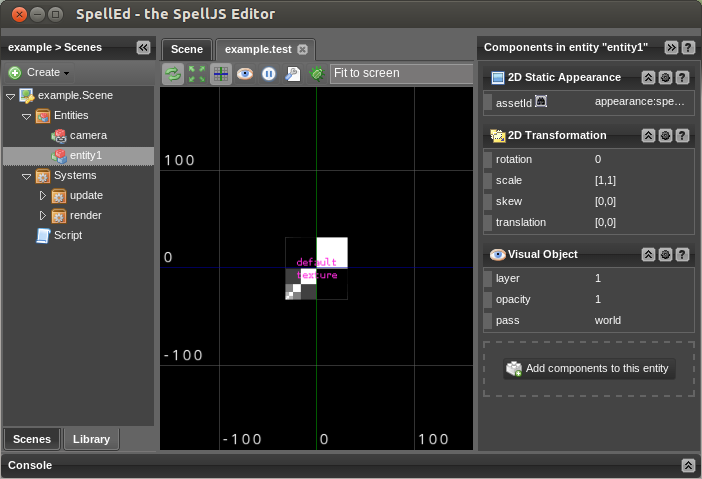 SpellEd - the SpellJS Editor
example > Scenes
Create
example.Scene
Entities
camera
entity1
Systems
update
render
Script
Scenes
Library
Scene
example.test
Fit to screen
100
0
-100
default
texture
-100
0
100
Components in entity "entity1"
2D Static Appearance
assetId
appearance:spe...
2D Transformation
rotation
0
scale
[1,1]
skew
[0,0]
translation
[0,0]
Visual Object
layer
1
opacity
1
pass
world
Add components to this entity
Console